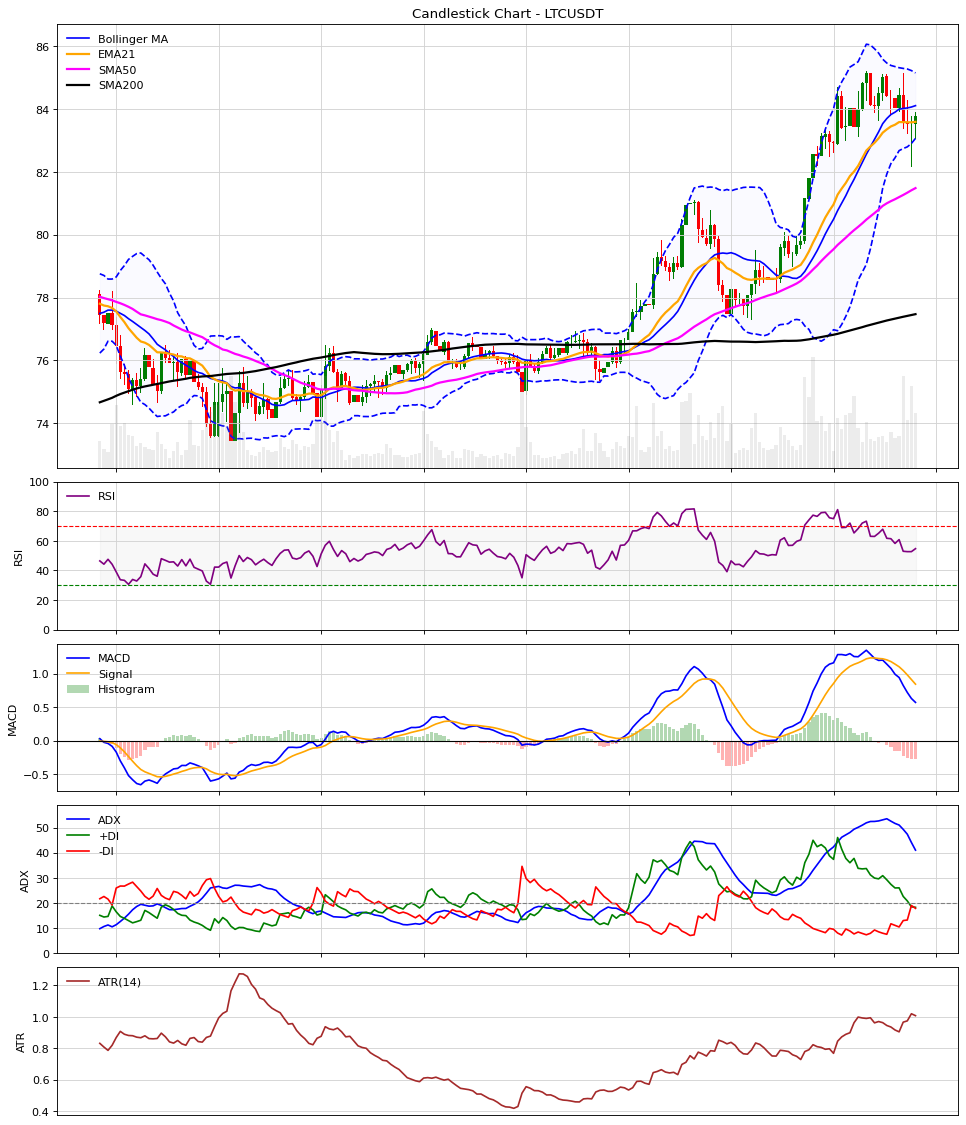 Candlestick Chart - LTCUSDT
Bollinger MA
EMA21
SMA50
SMA200
86
84
82
80
78
76
74
RSI
100
80
60
40
20
0
RSI
MACD
Signal
Histogram
1.0
0.5
0.0
−0.5
MACD
ADX
+DI
-DI
50
40
30
20
10
0
ADX
ATR(14)
1.2
1.0
0.8
0.6
0.4
ATR